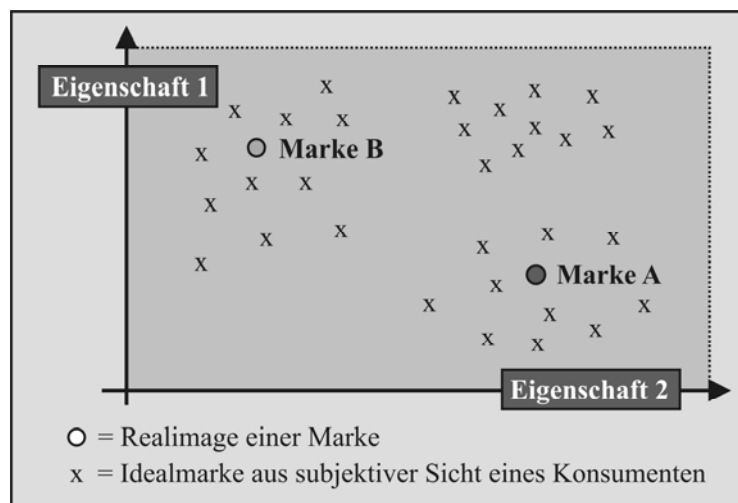 Eigenschaft 1
x
x x x x x
x x x x
x x x x
Marke B
x x x
x x
x
x x x
x x
x
x
Marke A
x
x x
x x
x x
Eigenschaft 2
= Realimage einer Marke
x = Idealmarke aus subjektiver Sicht eines Konsumenten